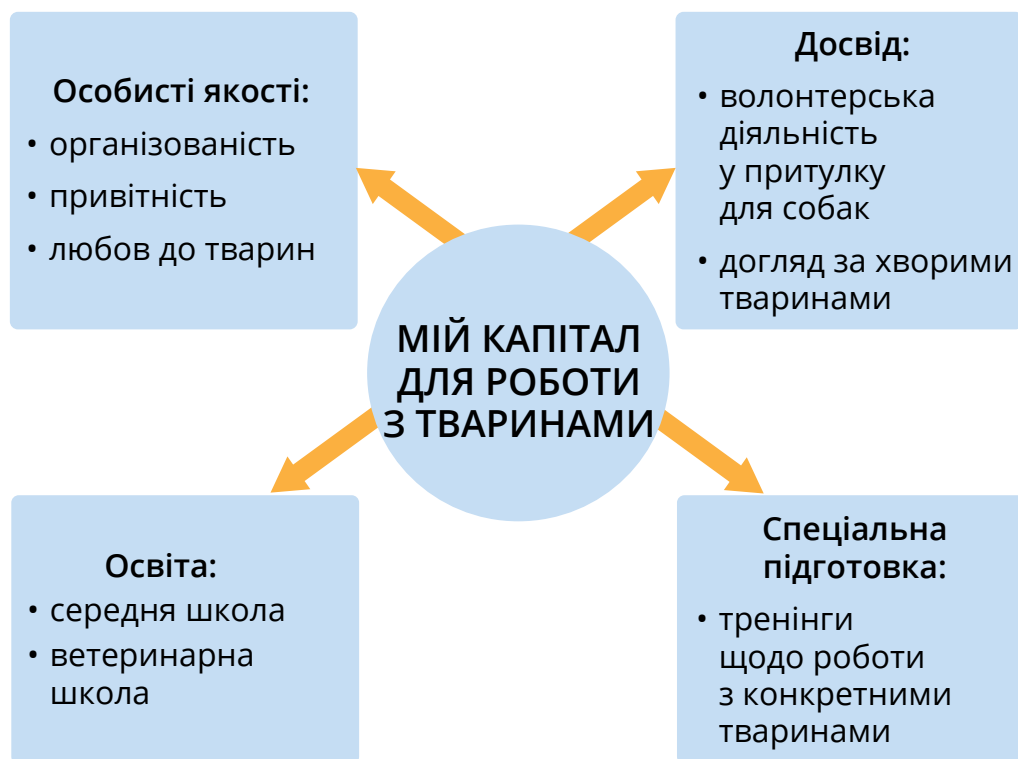 Особисті якості:
• організованість
• привітність
• любов до тварин
Досвід:
• волонтерська
діяльність
у притулку
для собак
• догляд за хворими
тваринами
МІЙ КАПІТАЛ
ДЛЯ РОБОТИ
З ТВАРИНАМИ
Освіта:
• середня школа
• ветеринарна
школа
Спеціальна
підготовка:
• тренінги
щодо роботи
з конкретними
тваринами